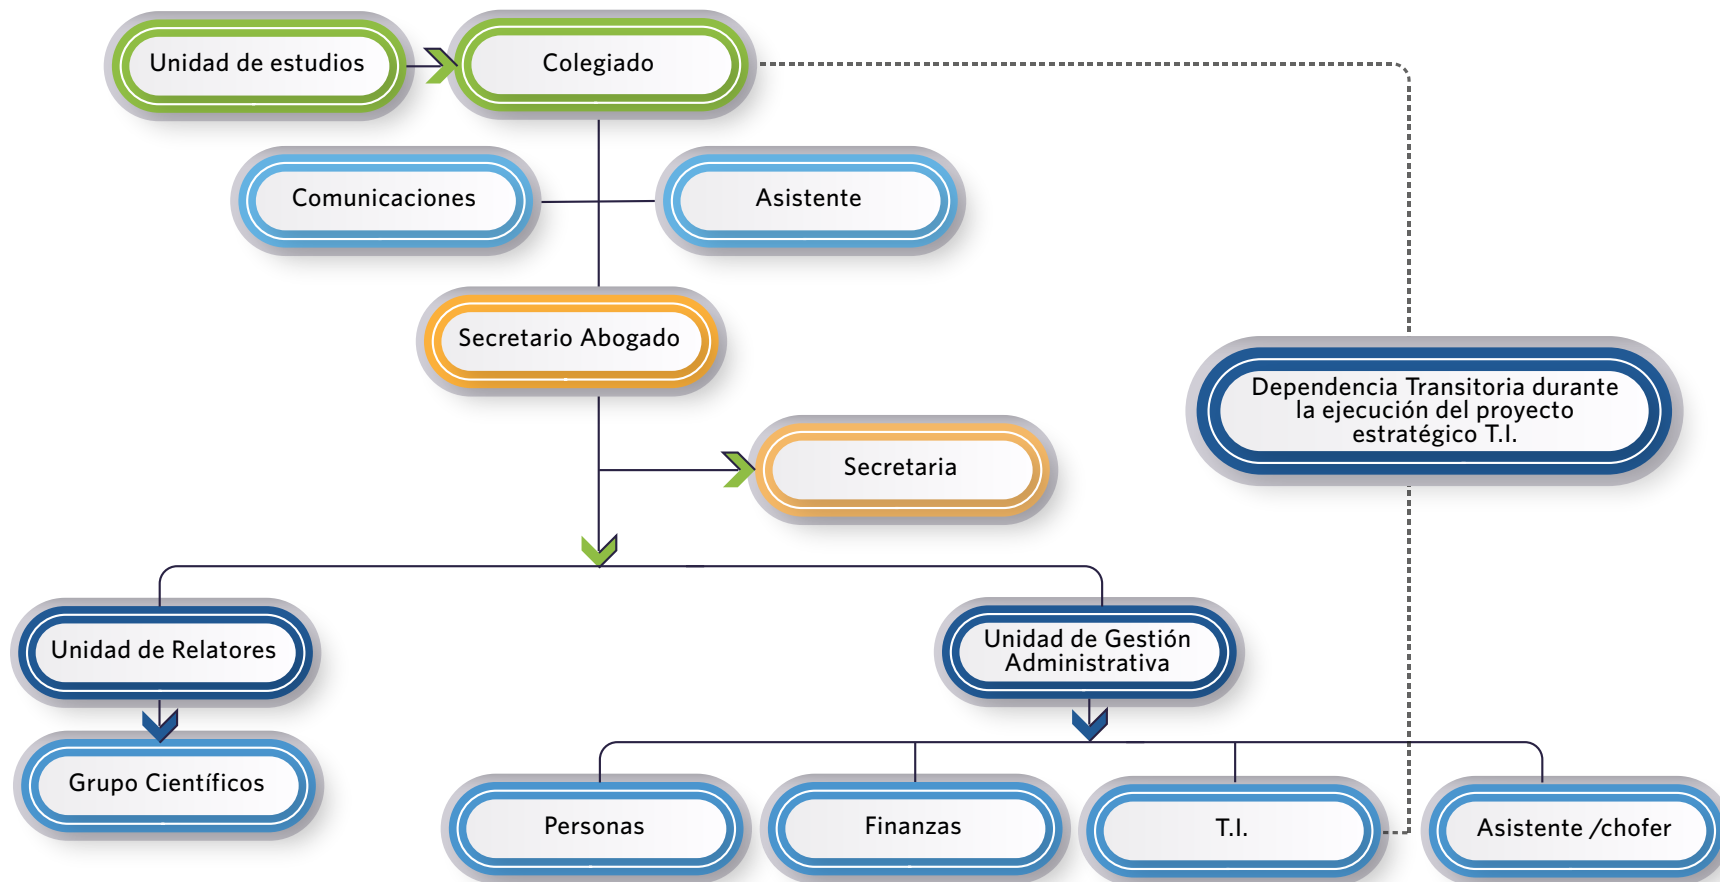 Unidad de estudios
Colegiado
Comunicaciones
Asistente
Secretario Abogado
Dependencia Transitoria durante
la ejecución del proyecto
estratégico T.I.
Secretaria
Unidad de Relatores
Unidad de Gestión
Administrativa
Grupo Científicos
Personas
Finanzas
T.I.
Asistente /chofer